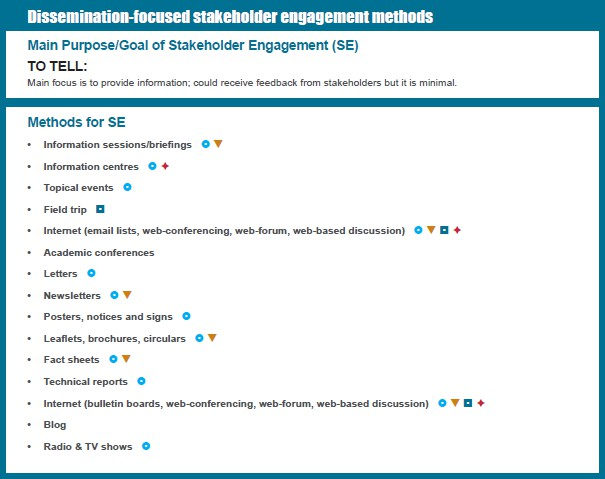 Dissemination-focused stakeholder engagement methods
Main Purpose/Goal of Stakeholder Engagement (SE)
TO TELL:
Main focus is to provide information; could receive feedback from stakeholders but it is minimal.
Methods for SE
• Information sessions/briefings
• Information centres
• Topical events
• Field trip
• Internet (email lists, web-conferencing, web-forum, web-based discussion)
• Academic conferences
• Letters
• Newsletters
• Posters, notices and signs
• Leaflets, brochures, circulars
• Fact sheets
• Technical reports
• Internet (bulletin boards, web-conferencing, web-forum, web-based discussion)
• Blog
• Radio & TV shows